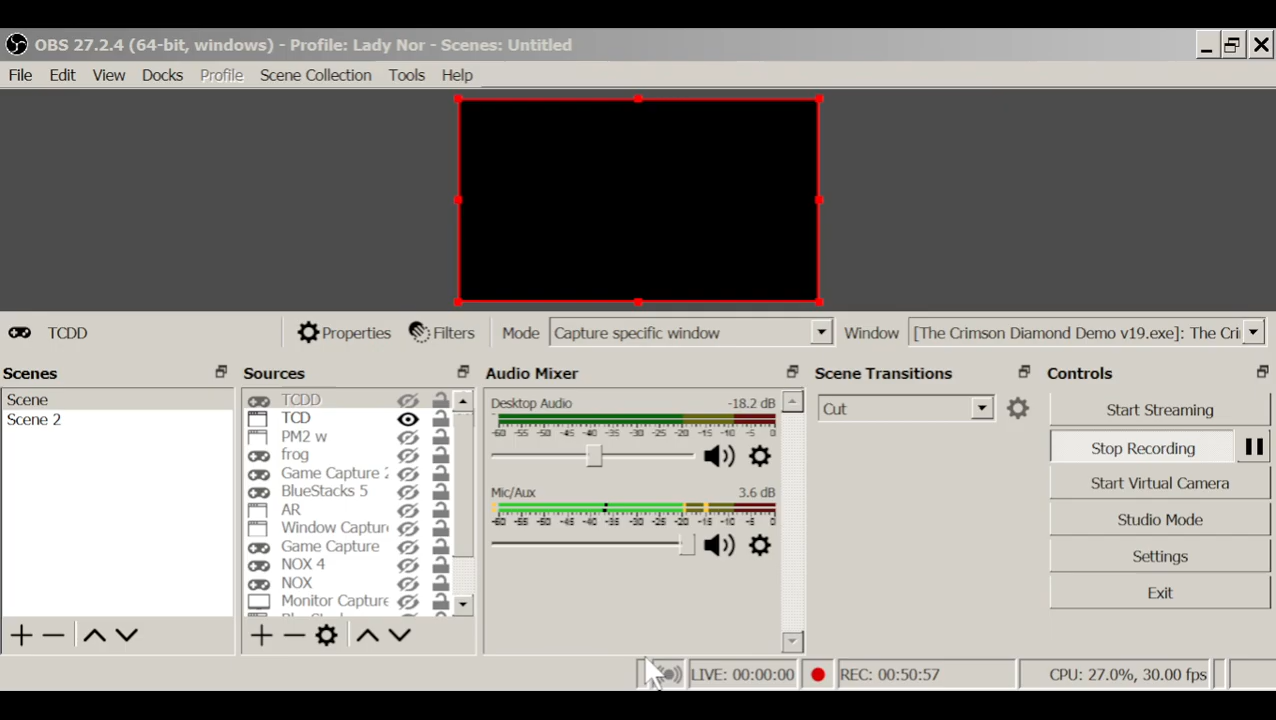 OBS 27.2.4 (64-bit, windows) - Profile: Lady Nor - Scenes: Untitled
File Edit View Docks Profile Scene Collection Tools Help
TCDD Properties Filters Mode Capture specific window Window [The Crimson Diamond Demo v19.exe]: The Cri
Scenes
Scene
Scene 2
Sources
TCDD
TCD
PM2 w
frog
Game Capture 2
BlueStacks 5
AR
Window Capture
Game Capture
NOX 4
NOX
Monitor Capture
Audio Mixer
Desktop Audio -18.2 dB
-60 -55 -50 -45 -40 -35 -30 -25 -20 -15 -10 -5 0
Mic/Aux 3.6 dB
-60 -55 -50 -45 -40 -35 -30 -25 -20 -15 -10 -5 0
Scene Transitions
Cut
Controls
Start Streaming
Stop Recording
Start Virtual Camera
Studio Mode
Settings
Exit
LIVE: 00:00:00 REC: 00:50:57 CPU: 27.0%, 30.00 fps